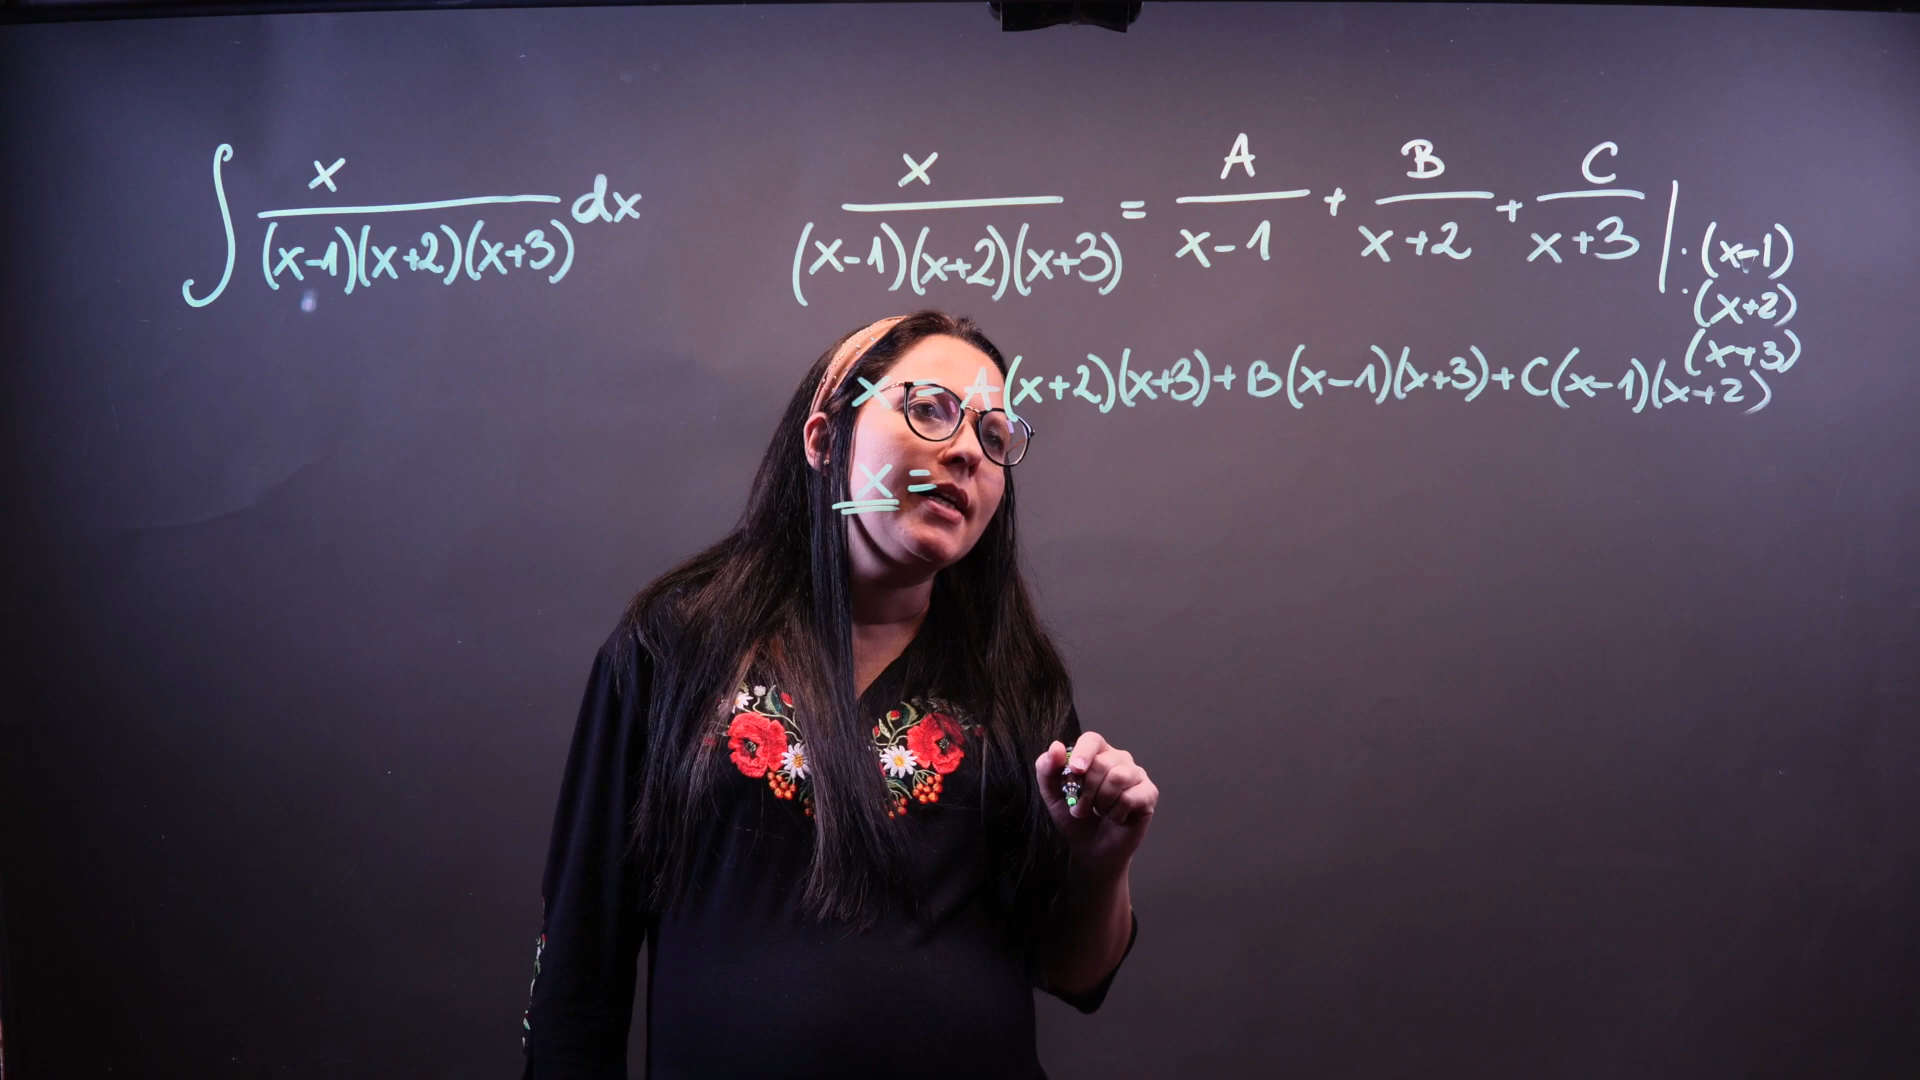 ∫ x/((x-1)(x+2)(x+3)) dx
x/((x-1)(x+2)(x+3)) = A/(x-1) + B/(x+2) + C/(x+3) | · (x-1)
· (x+2)
(x+3)
x = A(x+2)(x+3) + B(x-1)(x+3) + C(x-1)(x+2)
x =